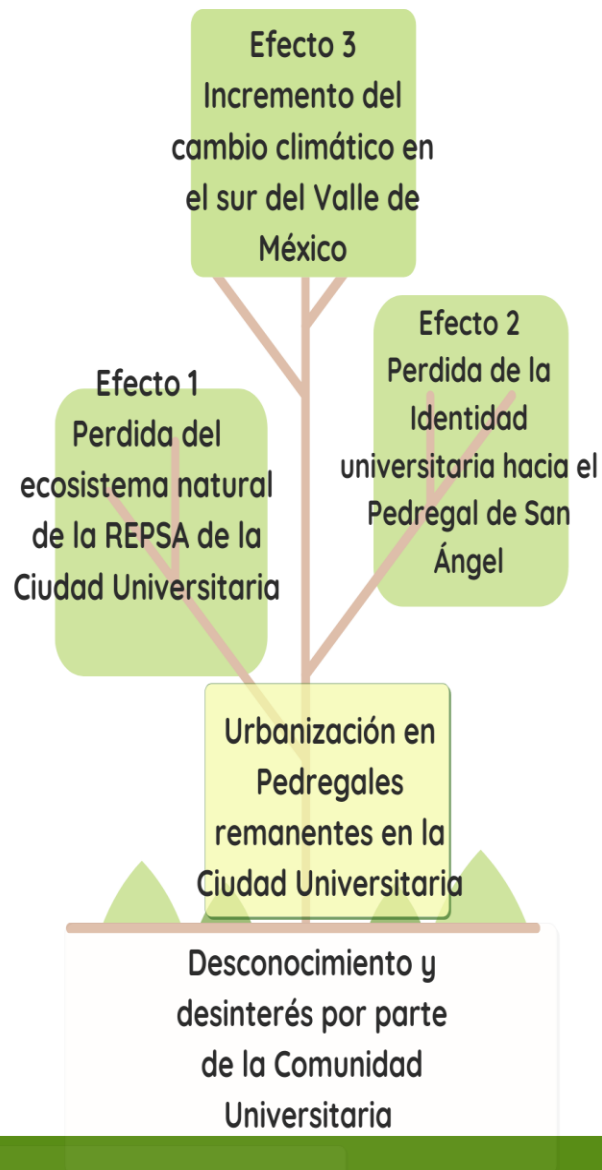 Efecto 3
Incremento del
cambio climático en
el sur del Valle de
México
Efecto 2
Perdida de la
Identidad
universitaria hacia el
Pedregal de San
Ángel
Efecto 1
Perdida del
ecosistema natural
de la REPSA de la
Ciudad Universitaria
Urbanización en
Pedregales
remanentes en la
Ciudad Universitaria
Desconocimiento y
desinterés por parte
de la Comunidad
Universitaria